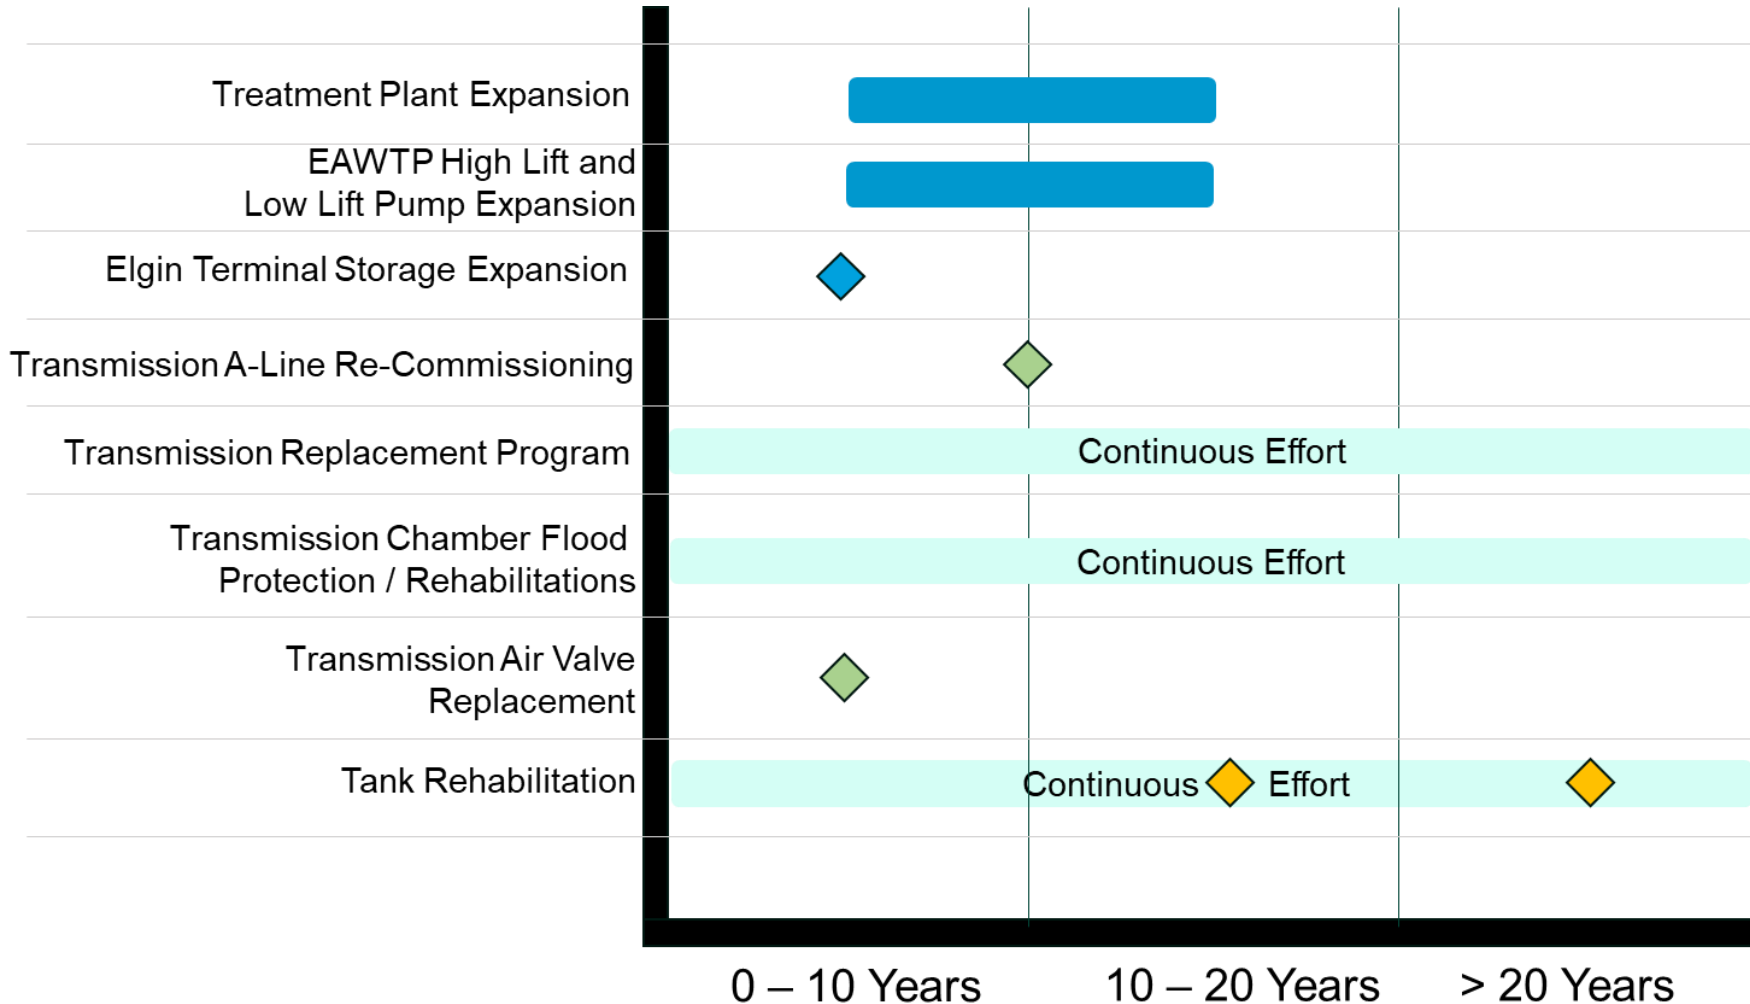 Treatment Plant Expansion
EAWTP High Lift and
Low Lift Pump Expansion
Elgin Terminal Storage Expansion
Transmission A-Line Re-Commissioning
Transmission Replacement Program
Continuous Effort
Transmission Chamber Flood
Protection / Rehabilitations
Continuous Effort
Transmission Air Valve
Replacement
Tank Rehabilitation
Continuous Effort
0 – 10 Years
10 – 20 Years
> 20 Years